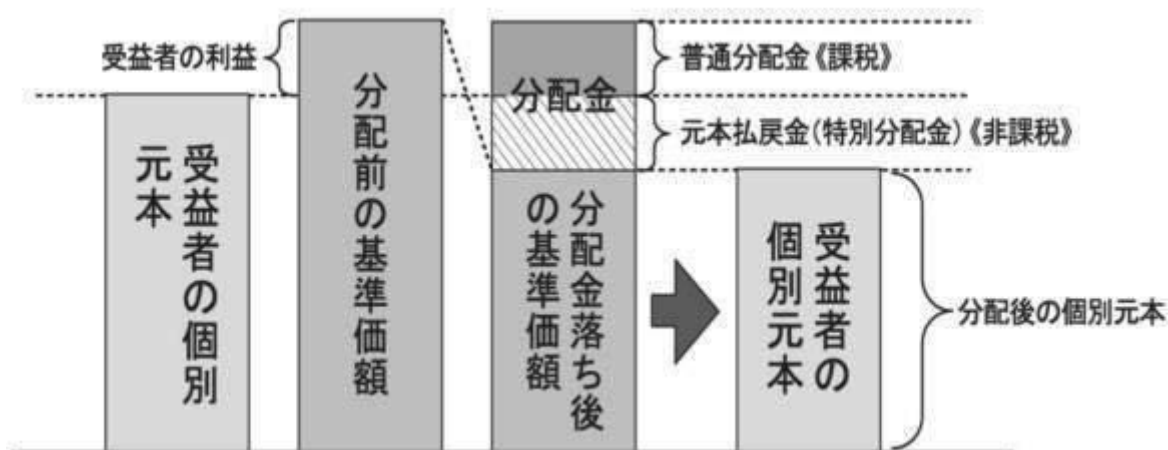 受益者の利益
受益者の個別
元本
分配前の基準価額
分配金
分配金落ち後
の基準価額
普通分配金《課税》
元本払戻金(特別分配金)《非課税》
受益者の
個別元本
分配後の個別元本